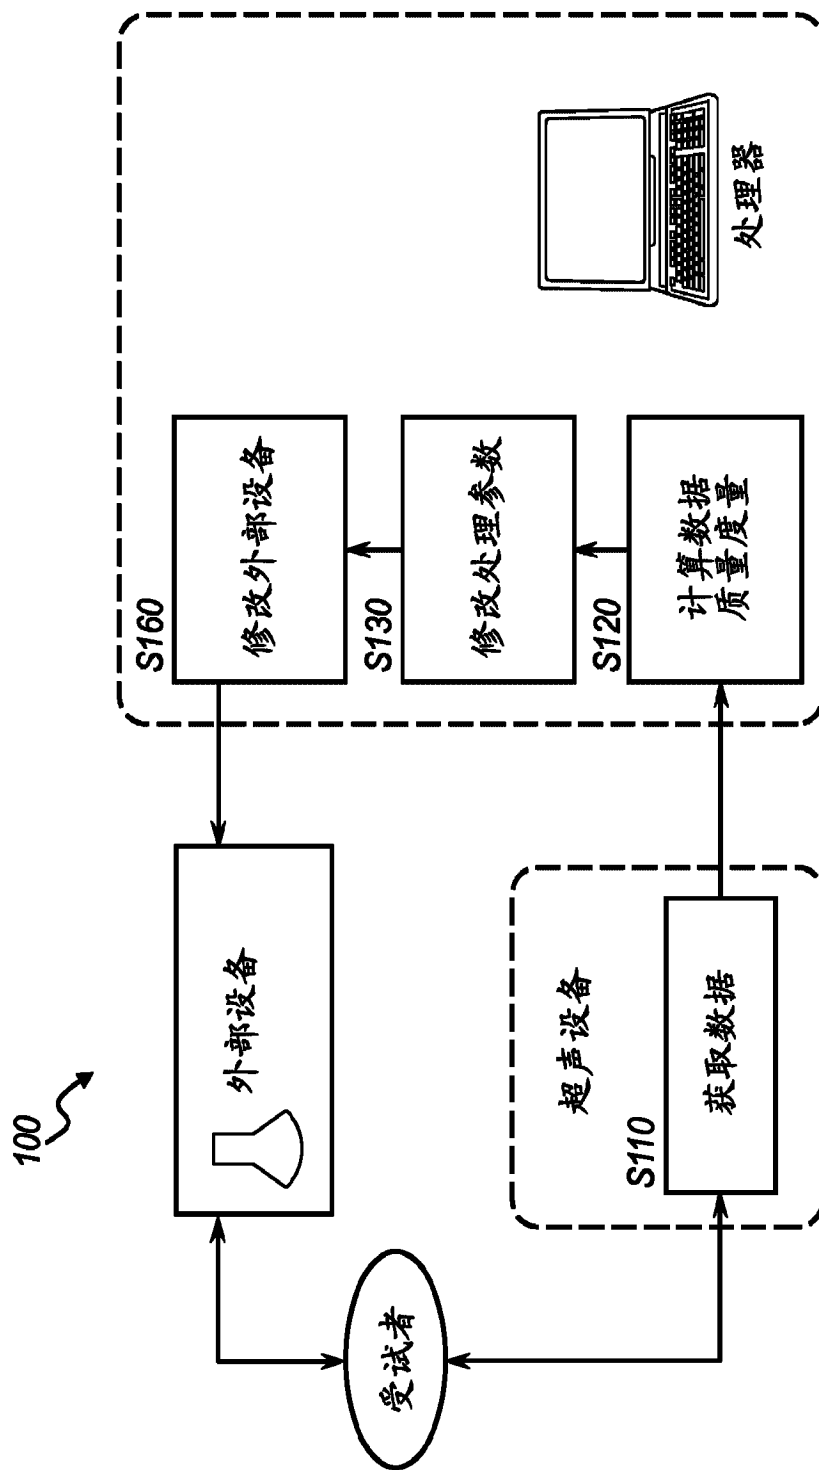 100
受试者
外部设备
超声设备
S110
获取数据
S160
修改外部设备
S130
修改处理参数
S120
计算数据
质量度量
处理器